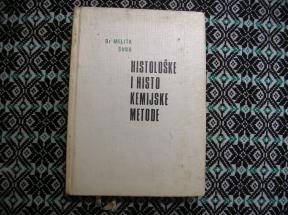 Dr MELITA
ŠVOB
HISTOLOŠKE
I HISTO
KEMIJSKE
METODE